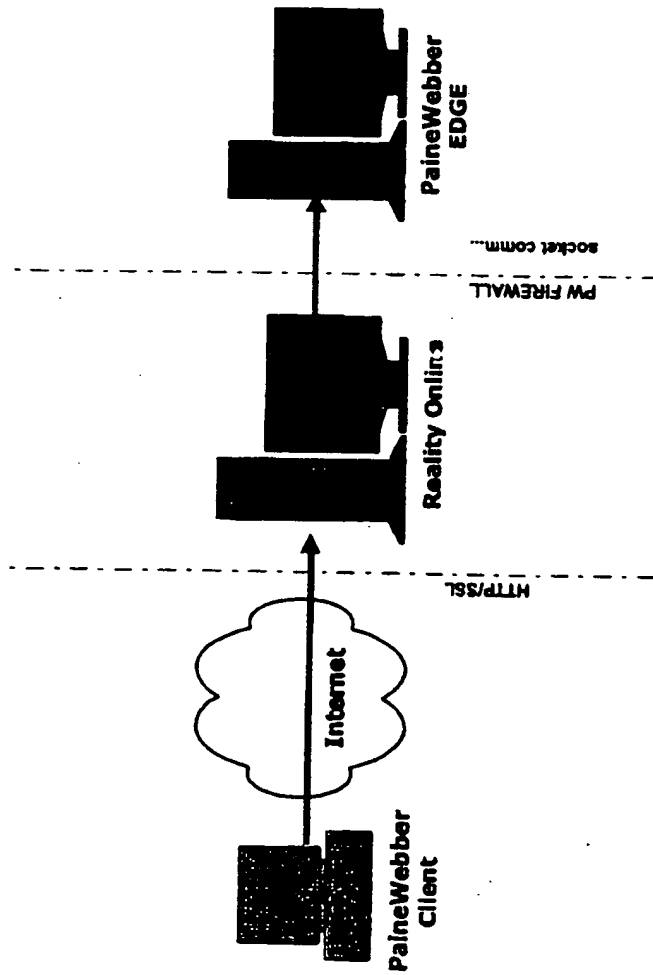 PaineWebber
Client
Internet
HTTP/SSL
Reality Online
PW FIREWALL
socket comm...
PaineWebber
EDGE